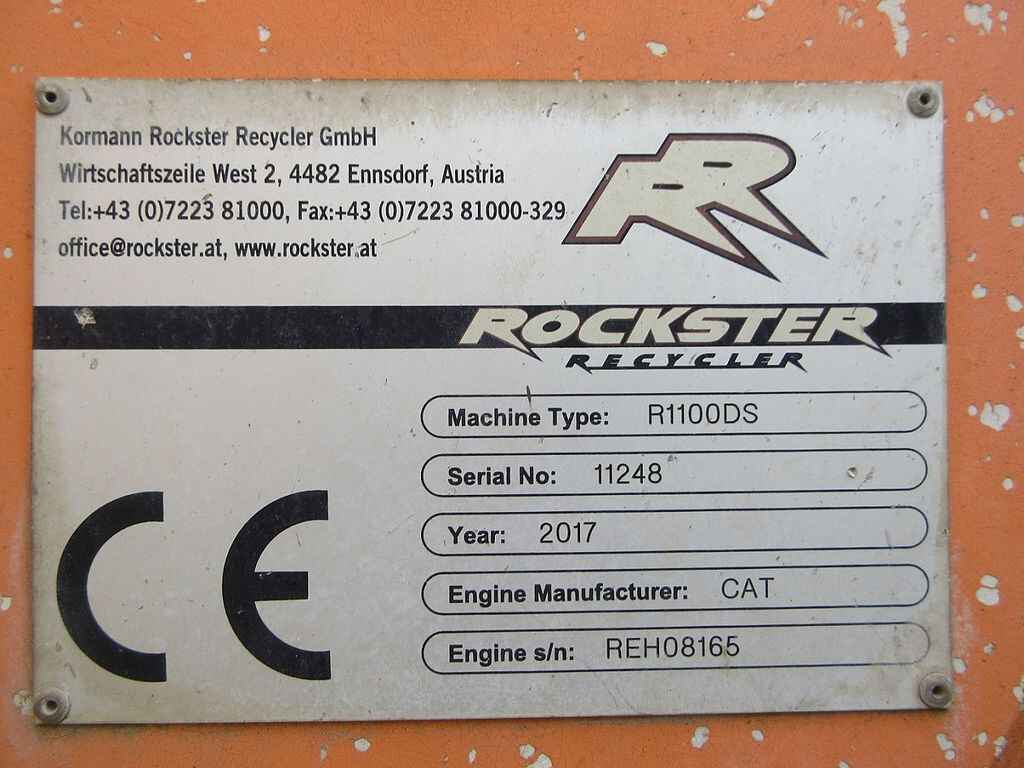 Kormann Rockster Recycler GmbH
Wirtschaftszeile West 2, 4482 Ennsdorf, Austria
Tel:+43 (0)7223 81000, Fax:+43 (0)7223 81000-329
office@rockster.at, www.rockster.at
RR
ROCKSTER
RECYCLER
Machine Type: R1100DS
Serial No: 11248
Year: 2017
Engine Manufacturer: CAT
Engine s/n: REH08165
CE